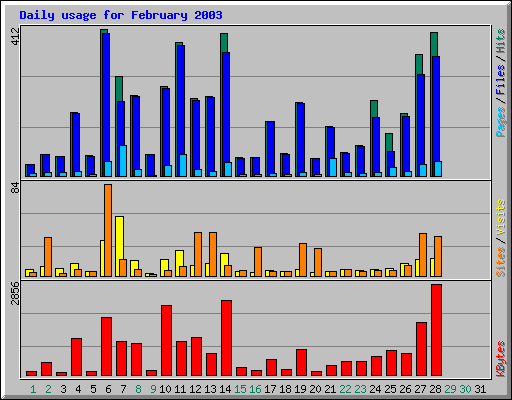 Daily usage for February 2003
412
Pages / Files / Hits
84
Sites / Visits
2856
KBytes
1 2 3 4 5 6 7 8 9 10 11 12 13 14 15 16 17 18 19 20 21 22 23 24 25 26 27 28 29 30 31